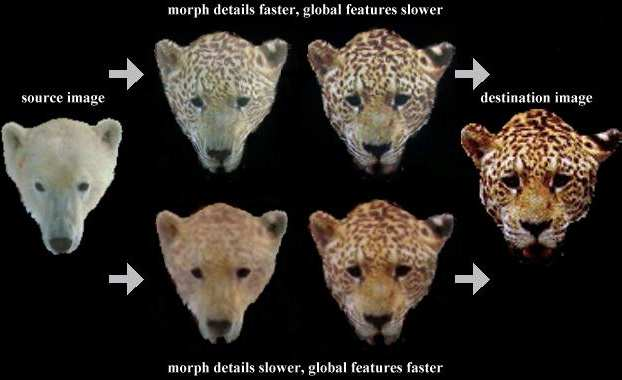 morph details faster, global features slower
source image
destination image
morph details slower, global features faster